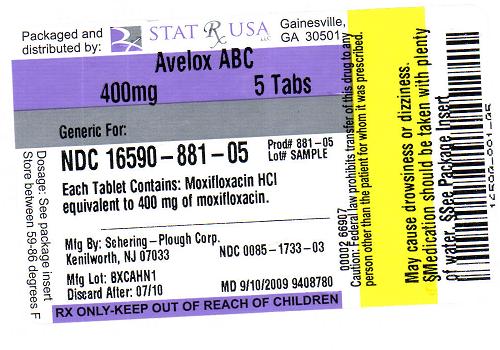 Packaged and
distributed by:
STAT Rx USA LLC
Gainesville,
GA 30501
Avelox ABC
400mg 5 Tabs
Generic For:
NDC 16590-881-05
Prod# 881-05
Lot# SAMPLE
Each Tablet Contains: Moxifloxacin HCl
equivalent to 400 mg of moxifloxacin.
Mfg By: Schering-Plough Corp.
Kenilworth, NJ 07033
NDC 0085-1733-03
Mfg Lot: BXCAHN1
Discard After: 07/10
MD 9/10/2009 9408780
RX ONLY-KEEP OUT OF REACH OF CHILDREN
Dosage: See package insert
Store between 59-86 degrees F
00002 66907
Caution: Federal law prohibits transfer of this drug to any
person other than the patient for whom it was prescribed.
May cause drowsiness or dizziness.
$Medication should be taken with plenty
of water. $See Package Insert
16590-881-05